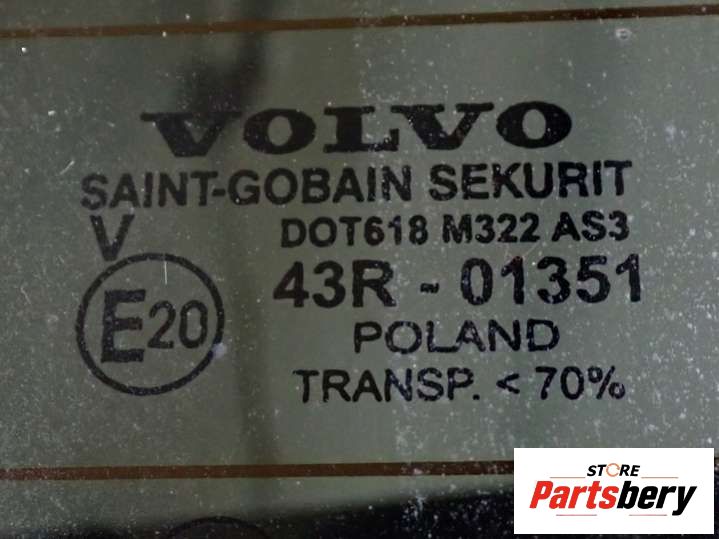 VOLVO
SAINT-GOBAIN SEKURIT
V DOT618 M322 AS3
E20 43R - 01351
POLAND
TRANSP. < 70%
STORE
Partsbery